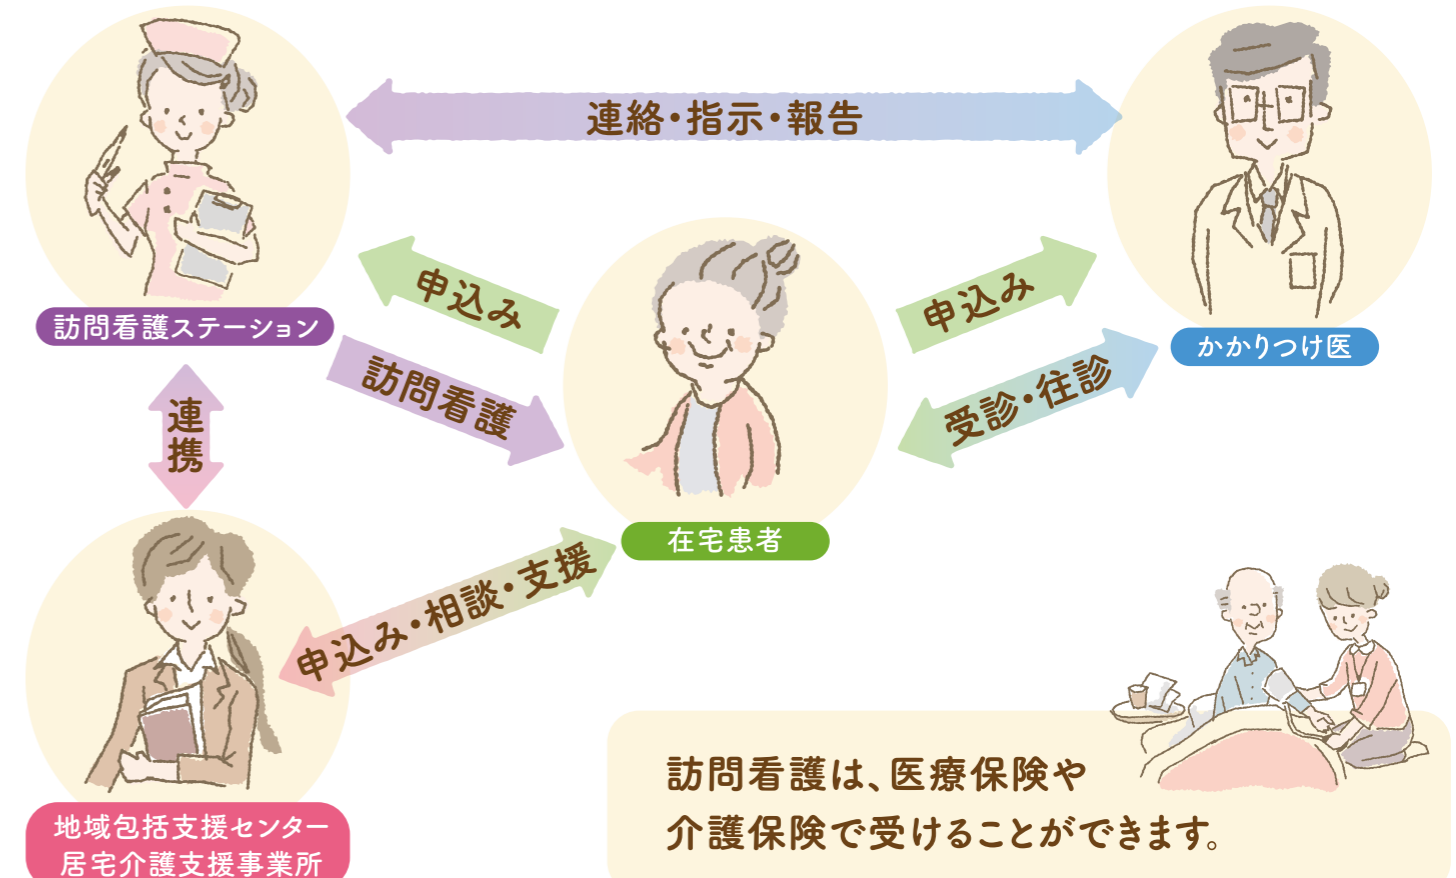 連絡・指示・報告
申込み
申込み
訪問看護ステーション
かかりつけ医
訪問看護
受診・往診
連携
在宅患者
申込み・相談・支援
訪問看護は、医療保険や
介護保険で受けることができます。
地域包括支援センター
居宅介護支援事業所